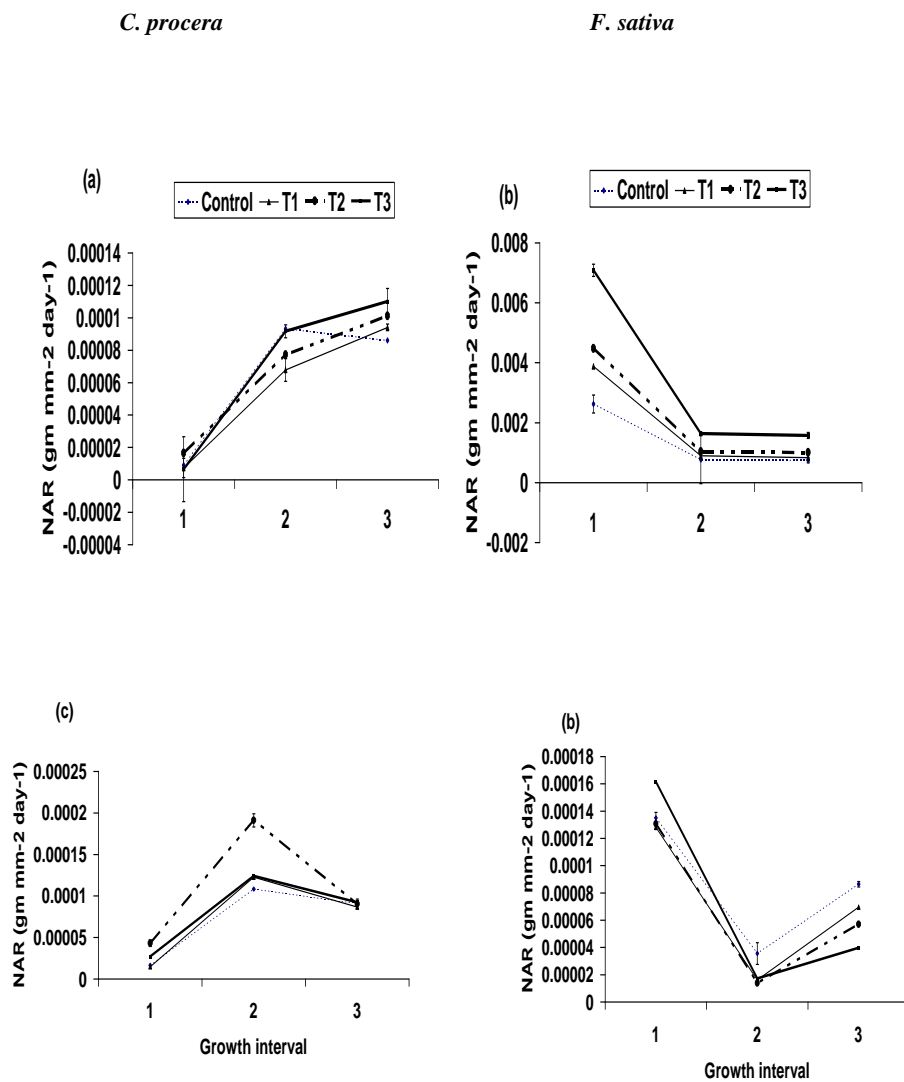 C. procera
F. sativa
(a)
Control T1 T2 T3
NAR (gm mm-2 day-1)
0.00014
0.00012
0.0001
0.00008
0.00006
0.00004
0.00002
0
-0.00002
-0.00004
1 2 3
(b)
Control T1 T2 T3
NAR (gm mm-2 day-1)
0.008
0.006
0.004
0.002
0
-0.002
1 2 3
(c)
NAR (gm mm-2 day-1)
0.00025
0.0002
0.00015
0.0001
0.00005
0
1 2 3
Growth interval
(b)
NAR (gm mm-2 day-1)
0.00018
0.00016
0.00014
0.00012
0.0001
0.00008
0.00006
0.00004
0.00002
0
1 2 3
Growth interval